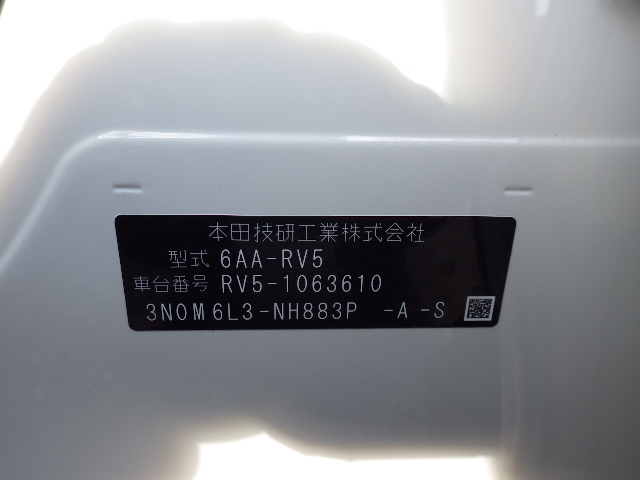 本田技研工業株式会社
型式 6AA-RV5
車台番号 RV5-1063610
3N0M6L3-NH883P -A-S